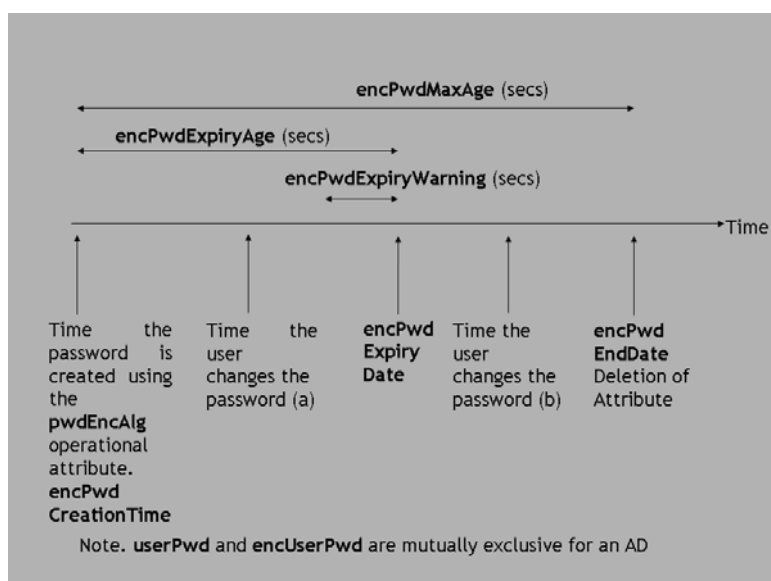 encPwdMaxAge (secs)
encPwdExpiryAge (secs)
encPwdExpiryWarning (secs)
Time
Time the
password is
created using
the
pwdEncAlg
operational
attribute.
encPwd
CreationTime
Time the
user
changes the
password (a)
encPwd
Expiry
Date
Time the
user
changes the
password (b)
encPwd
EndDate
Deletion of
Attribute
Note. userPwd and encUserPwd are mutually exclusive for an AD